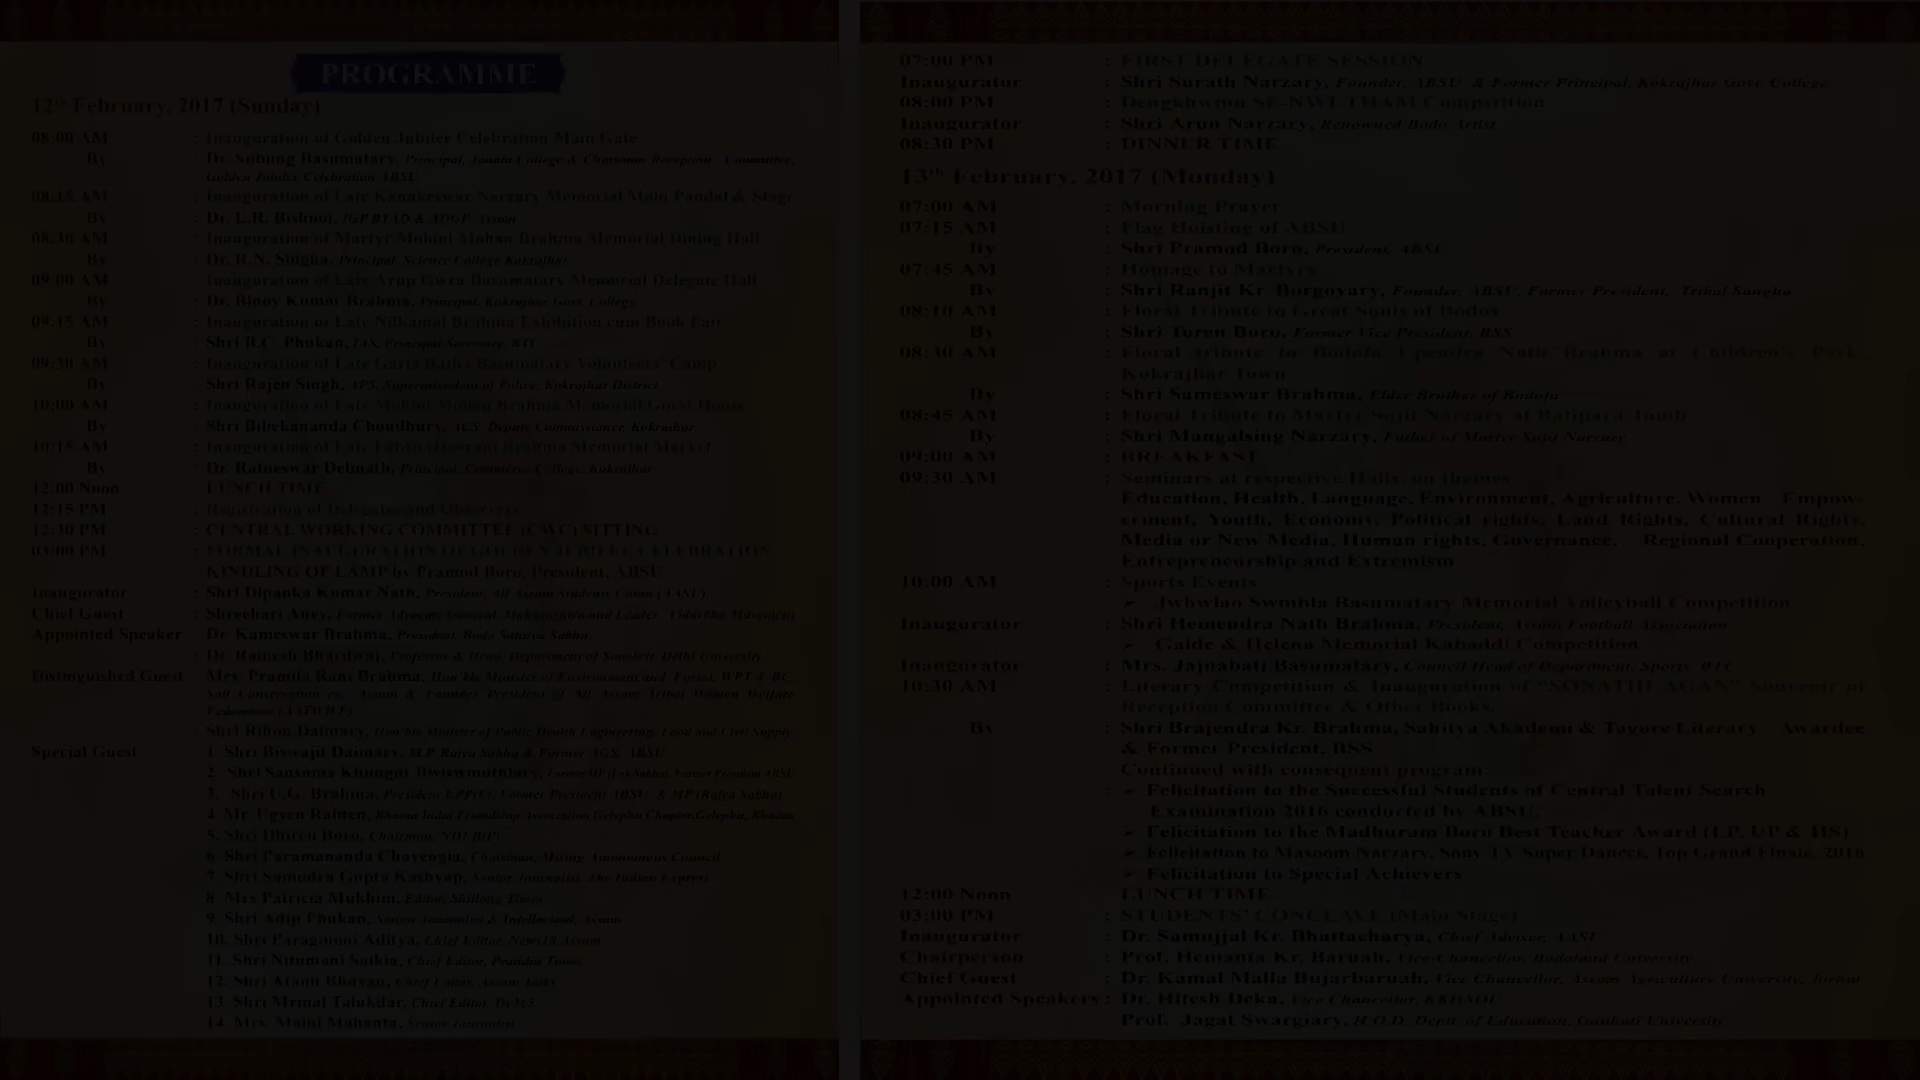 PROGRAMME
12th February, 2017 (Sunday)
08:00 AM : Inauguration of Golden Jubilee Celebration Main Gate
By : Dr. Subung Basumatary, Principal, Janata College & Chairman Reception Committee,
Golden Jubilee Celebration ABSU
08:15 AM : Inauguration of Late Kanakeswar Narzary Memorial Main Pandal & Stage
By : Dr. L.R. Bishnoi, IGP BTAD & ADGP, Assam
08:30 AM : Inauguration of Martyr Mohini Mohan Brahma Memorial Dining Hall
By : Dr. R.N. Singha, Principal, Science College Kokrajhar
09:00 AM : Inauguration of Late Arup Gwra Basumatary Memorial Delegate Hall
By : Dr. Binoy Kumar Brahma, Principal, Kokrajhar Govt. College
09:15 AM : Inauguration of Late Nilkamal Brahma Exhibition cum Book Fair
By : Shri B.C. Phukan, IAS, Principal Secretary, BTC
09:30 AM : Inauguration of Late Basumatary Volunteers' Camp
By : Shri Rajen Singh, APS, Superintendent of Police, Kokrajhar District
10:00 AM : Inauguration of Late Mohini Mohan Brahma Memorial Guest House
By : Shri Bibekananda Choudhury, ACS Deputy Commissioner, Kokrajhar
10:15 AM : Inauguration of Late Brahma Memorial Market
By : Dr. Ratneswar Debnath, Principal, Commerce College, Kokrajhar
12:00 Noon : LUNCH TIME
12:15 PM : Registration of Delegates and Observers
12:30 PM : CENTRAL WORKING COMMITTEE (CWC) SITTING
03:00 PM : FORMAL INAUGURATION OF GOLDEN JUBILEE CELEBRATION
KINDLING OF LAMP by Pramod Boro, President, ABSU
Inaugurator : Shri Dipanka Kumar Nath, President, All Assam Students Union (AASU)
Chief Guest : Shreehari Aney, Former Advocate General, Maharashtra and Leader Vidarbha Movement
Appointed Speaker : Dr. Kameswar Brahma, President, Bodo Sahitya Sabha
: Dr. Ramesh Bhardwaj, Professor & Head, Department of Sanskrit, Delhi University
Distinguished Guest : Mrs. Pramila Rani Brahma, Hon'ble Minister of Environment and Forest, WPT & BC,
Soil Conservation etc. Assam & Founder President of All Assam Tribal Women Welfare
Federation (AATWWF)
Shri Rihon Daimary, Hon'ble Minister of Public Health Engineering, Food and Civil Supply
Special Guest : 1. Shri Biswajit Daimary, M.P. Rajya Sabha & Former AGS, ABSU
2. Shri Sansuma Khungur Bwiswmuthiary, Former MP (Lok Sabha), Former President ABSU
3. Shri U.G. Brahma, President UPP(U), Former President ABSU & MP (Rajya Sabha)
4. Mr. Ugyen Rabten, Bhutan India Friendship Association Gelephu Chapter, Gelephu, Bhutan
5. Shri Dhiren Boro, Chairman,
6. Shri Paramananda Chayengia, Chairman, Mising Autonomous Council
7. Shri Samudra Gupta Kashyap, Senior Journalist, The Indian Express
8. Mrs Patricia Mukhim, Editor, Shillong Times
9. Shri Adip Phukan, Senior Journalist & Intellectual, Assam
10. Shri Paragmoni Aditya, Chief Editor, News18 Assam
11. Shri Nitumoni Saikia, Chief Editor, Pratidin Times
12. Shri Atanu Bhuyan, Chief Editor, Assam Talks
13. Shri Mrinal Talukdar, Chief Editor, Dy365
14. Mrs. Maini Mahanta, Senior Journalist
07:00 PM : FIRST DELEGATE SESSION
Inaugurator : Shri Surath Narzary, Founder, ABSU & Former Principal, Kokrajhar Govt. College
08:00 PM : Dengkhwou SE-NWI-THAM Competition
Inaugurator : Shri Arun Narzary, Renowned Bodo Artist
08:30 PM : DINNER TIME
13th February, 2017 (Monday)
07:00 AM : Morning Prayer
07:15 AM : Flag Hoisting of ABSU
By : Shri Pramod Boro, President, ABSU
07:45 AM : Homage to Martyrs
By : Shri Ranjit Kr. Borgoyary, Founder, ABSU, Former President, Tribal Sangha
08:10 AM : Floral Tribute to Great Souls of Bodos
By : Shri Toren Boro, Former Vice President, BSS
08:30 AM : Floral tribute to Bodofa Upendra Nath Brahma at Children's Park,
Kokrajhar Town
By : Shri Sameswar Brahma, Elder Brother of Bodofa
08:45 AM : Floral Tribute to Martyr Sujit Narzary at Batipara Tomb
By : Shri Mangalsing Narzary, Father of Martyr Sujit Narzary
09:00 AM : BREAKFAST
09:30 AM : Seminars at respective Halls, on themes
Education, Health, Language, Environment, Agriculture, Women Empow-
erment, Youth, Economy, Political rights, Land Rights, Cultural Rights,
Media or New Media, Human rights, Governance, Regional Cooperation,
Entrepreneurship and Extremism
10.00 AM : Sports Events
➢ Jwhwlao Swmbla Basumatary Memorial Volleyball Competition
Inaugurator : Shri Hemendra Nath Brahma, President, Assam Football Association
➢ Gaide & Helena Memorial Kabaddi Competition
Inaugurator : Mrs. Jajnabati Basumatary, Council Head of Department, Sports, BTC
10:30 AM : Literary Competition & Inauguration of "SONATHI AGAN" Souvenir of
Reception Committee & Other Books.
By : Shri Brajendra Kr. Brahma, Sahitya Akademi & Tagore Literary Awardee
& Former President, BSS
Continued with consequent program:
: ➢ Felicitation to the Successful Students of Central Talent Search
Examination 2016 conducted by ABSU.
➢ Felicitation to the Madhuram Boro Best Teacher Award (LP, UP & HS)
➢ Felicitation to Masoom Narzary, Sony TV Super Dancer, Top Grand Finale, 2016
➢ Felicitation to Special Achievers
12:00 Noon LUNCH TIME
03:00 PM : STUDENTS' CONCLAVE (Main Stage)
Inaugurator : Dr. Samujjal Kr. Bhattacharya, Chief Advisor, AASU
Chairperson : Prof. Hemanta Kr. Baruah, Vice-Chancellor, Bodoland University
Chief Guest : Dr. Kamal Malla Bujarbaruah, Vice Chancellor, Assam Agriculture University, Jorhat
Appointed Speakers : Dr. Hitesh Deka, Vice Chancellor, KKHSOU
Prof. Jagat Swargiary, H.O.D. Deptt. of Education, Gauhati University